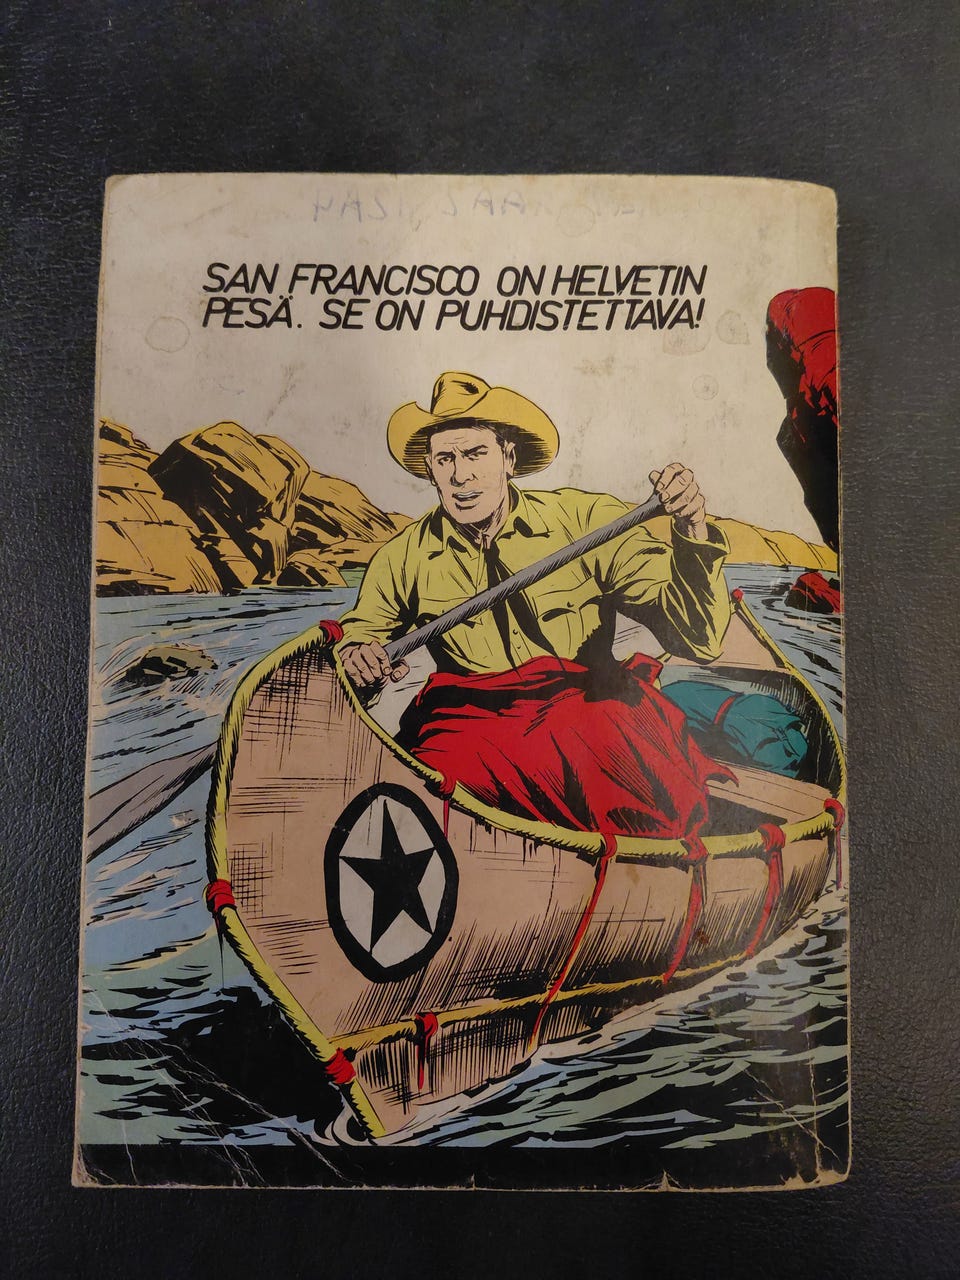 SAN FRANCISCO ON HELVETIN
PESÄ. SE ON PUHDISTETTAVA!